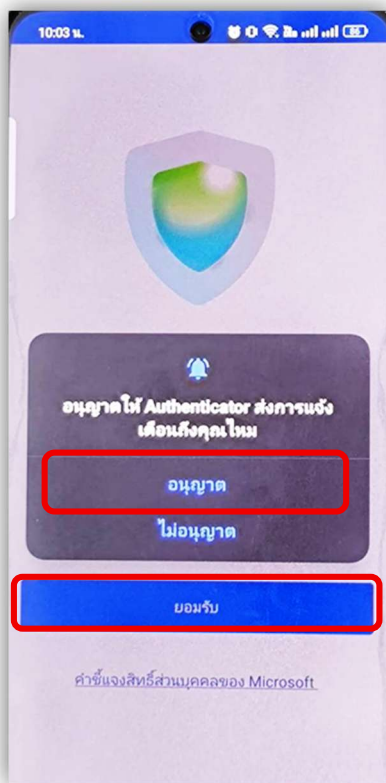 10:03 น.
86
อนุญาตให้ Authenticator ส่งการแจ้ง
เตือนถึงคุณไหม
อนุญาต
ไม่อนุญาต
ยอมรับ
คำชี้แจงสิทธิ์ส่วนบุคคลของ Microsoft